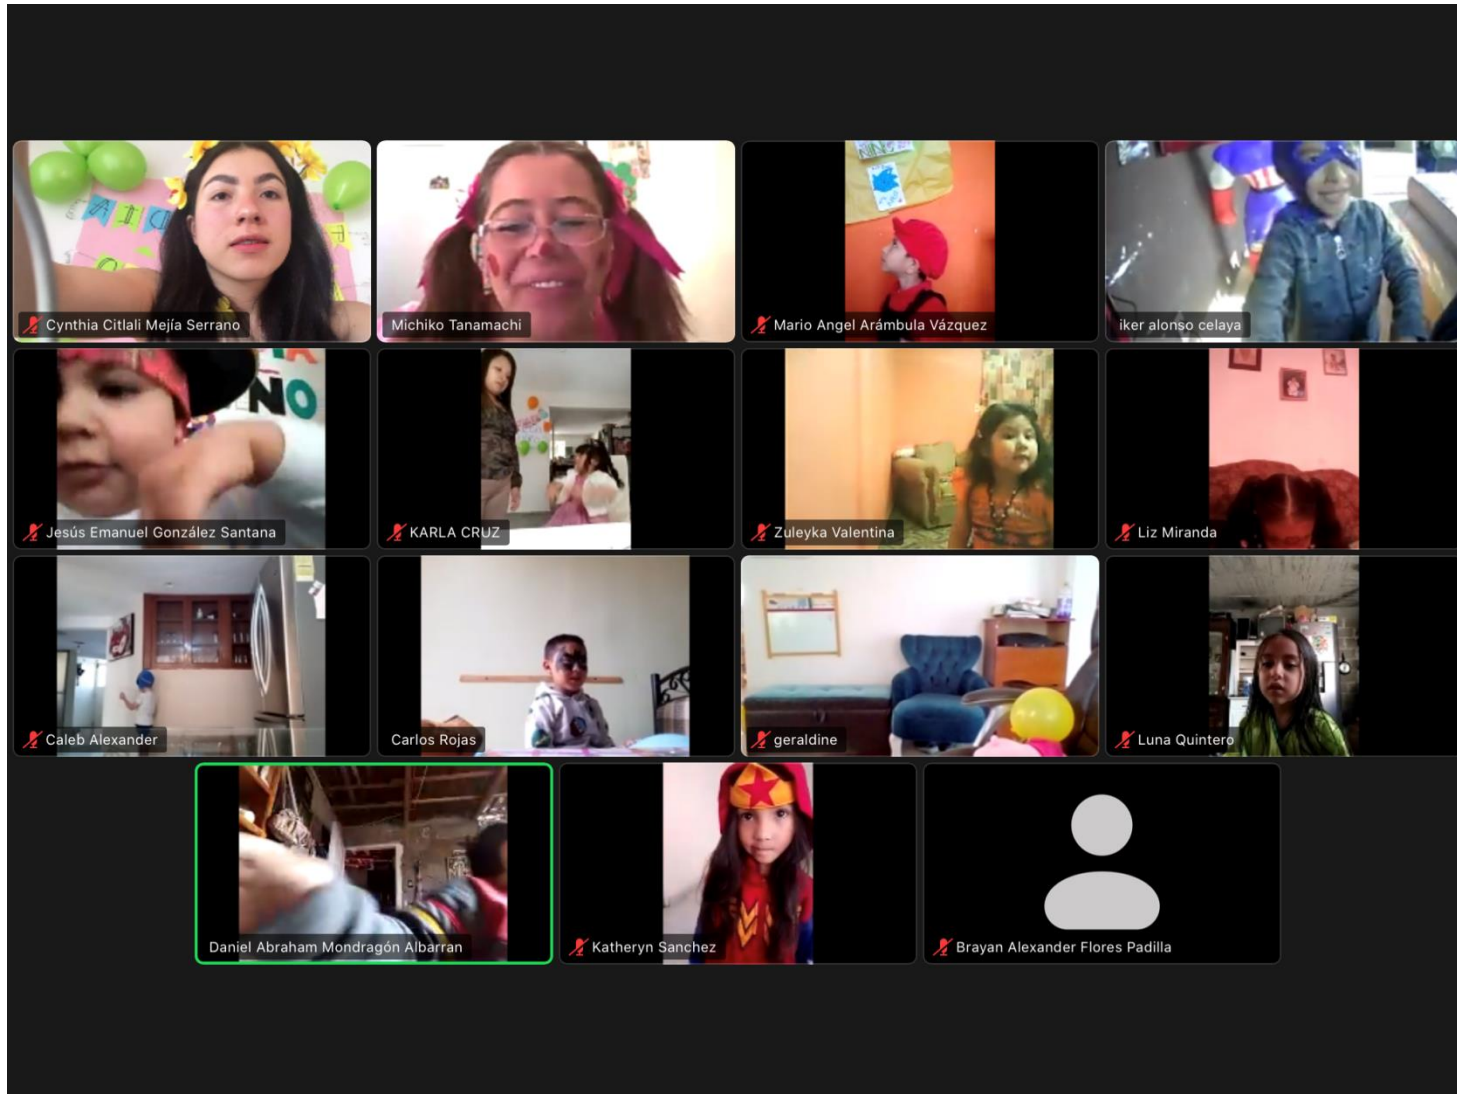 DIA
Cynthia Citlali Mejía Serrano
Michiko Tanamachi
Mario Angel Arámbula Vázquez
iker alonso celaya
ÑO
Jesús Emanuel González Santana
KARLA CRUZ
Zuleyka Valentina
Liz Miranda
Caleb Alexander
Carlos Rojas
geraldine
Luna Quintero
Daniel Abraham Mondragón Albarran
Katheryn Sanchez
Brayan Alexander Flores Padilla